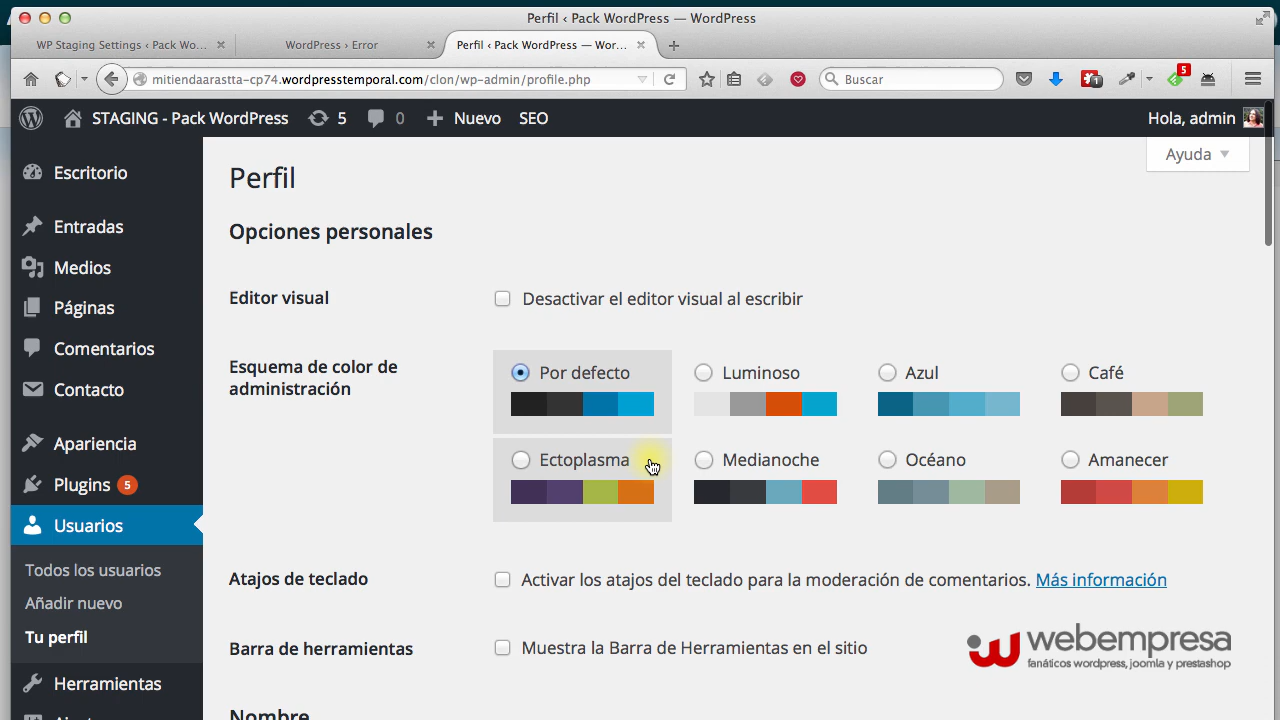 Perfil ‹ Pack WordPress — WordPress
WP Staging Settings ‹ Pack Wo...
WordPress › Error
Perfil ‹ Pack WordPress — Wor...
mitiendaarastta-cp74.wordpresstemporal.com/clon/wp-admin/profile.php
Buscar
1
5
STAGING - Pack WordPress
5
0
Nuevo
SEO
Hola, admin
Ayuda
Escritorio
Entradas
Medios
Páginas
Comentarios
Contacto
Apariencia
Plugins 5
Usuarios
Todos los usuarios
Añadir nuevo
Tu perfil
Herramientas
Perfil
Opciones personales
Editor visual
Desactivar el editor visual al escribir
Esquema de color de
administración
Por defecto
Luminoso
Azul
Café
Ectoplasma
Medianoche
Océano
Amanecer
Atajos de teclado
Activar los atajos del teclado para la moderación de comentarios. Más información
Barra de herramientas
Muestra la Barra de Herramientas en el sitio
webempresa
fanáticos wordpress, joomla y prestashop
Nombre